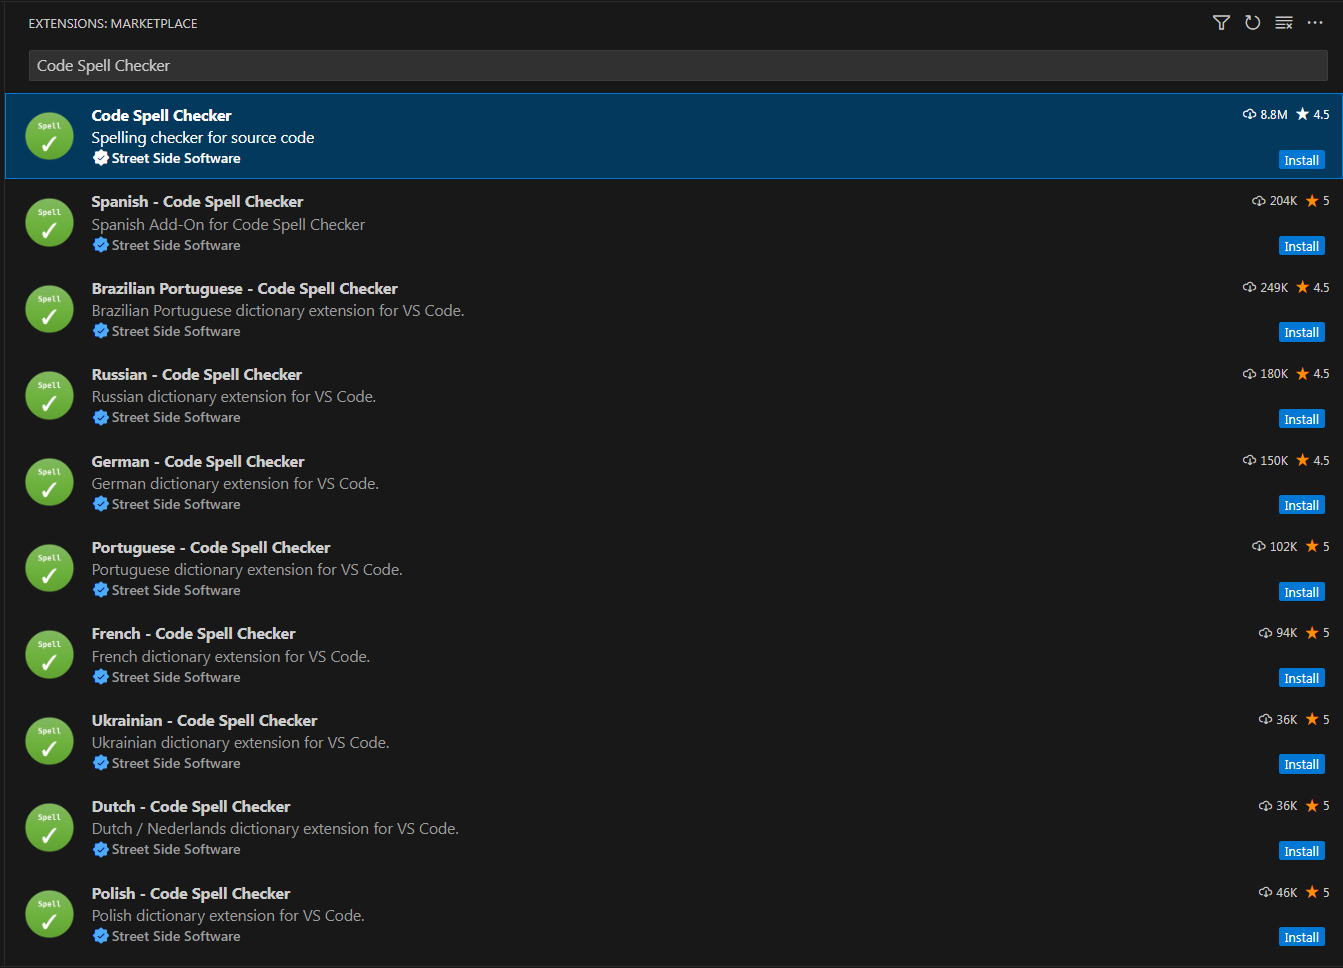 EXTENSIONS: MARKETPLACE
Code Spell Checker
Spell
Code Spell Checker 8.8M 4.5
Spelling checker for source code
Street Side Software Install
Spell
Spanish - Code Spell Checker 204K 5
Spanish Add-On for Code Spell Checker
Street Side Software Install
Spell
Brazilian Portuguese - Code Spell Checker 249K 4.5
Brazilian Portuguese dictionary extension for VS Code.
Street Side Software Install
Spell
Russian - Code Spell Checker 180K 4.5
Russian dictionary extension for VS Code.
Street Side Software Install
Spell
German - Code Spell Checker 150K 4.5
German dictionary extension for VS Code.
Street Side Software Install
Spell
Portuguese - Code Spell Checker 102K 5
Portuguese dictionary extension for VS Code.
Street Side Software Install
Spell
French - Code Spell Checker 94K 5
French dictionary extension for VS Code.
Street Side Software Install
Spell
Ukrainian - Code Spell Checker 36K 5
Ukrainian dictionary extension for VS Code.
Street Side Software Install
Spell
Dutch - Code Spell Checker 36K 5
Dutch / Nederlands dictionary extension for VS Code.
Street Side Software Install
Spell
Polish - Code Spell Checker 46K 5
Polish dictionary extension for VS Code.
Street Side Software Install